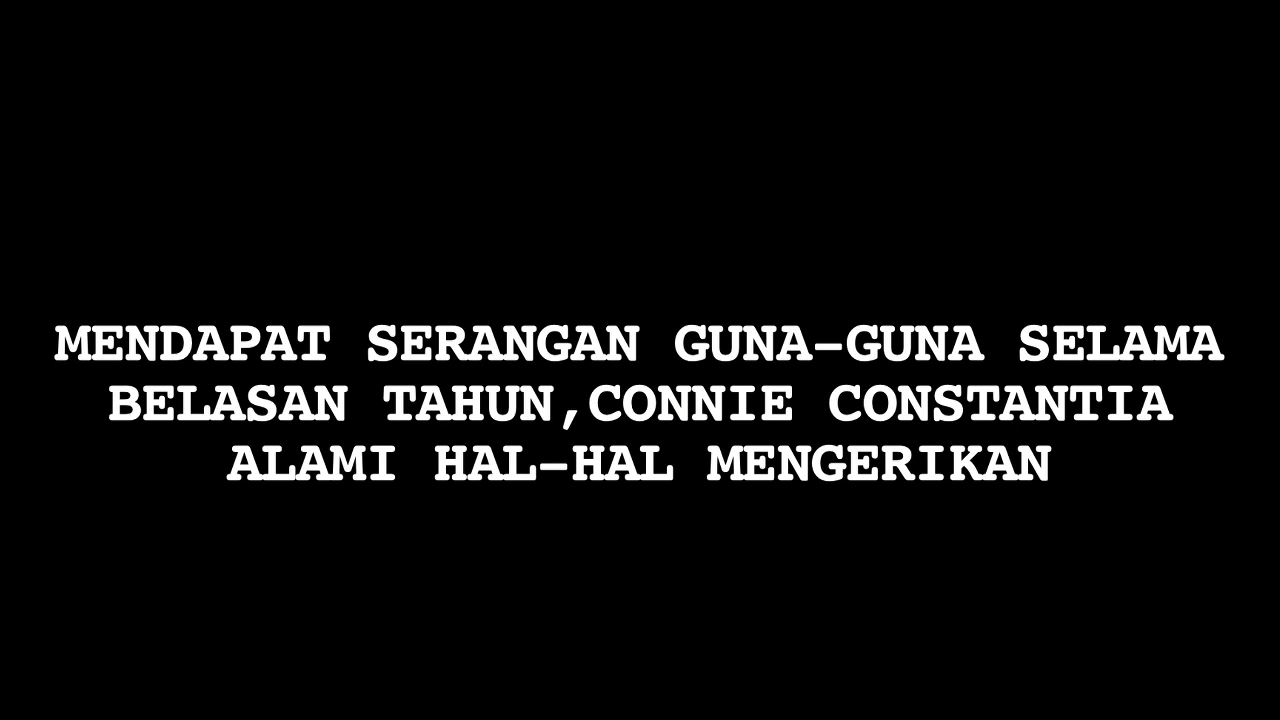 MENDAPAT SERANGAN GUNA-GUNA SELAMA
BELASAN TAHUN,CONNIE CONSTANTIA
ALAMI HAL-HAL MENGERIKAN